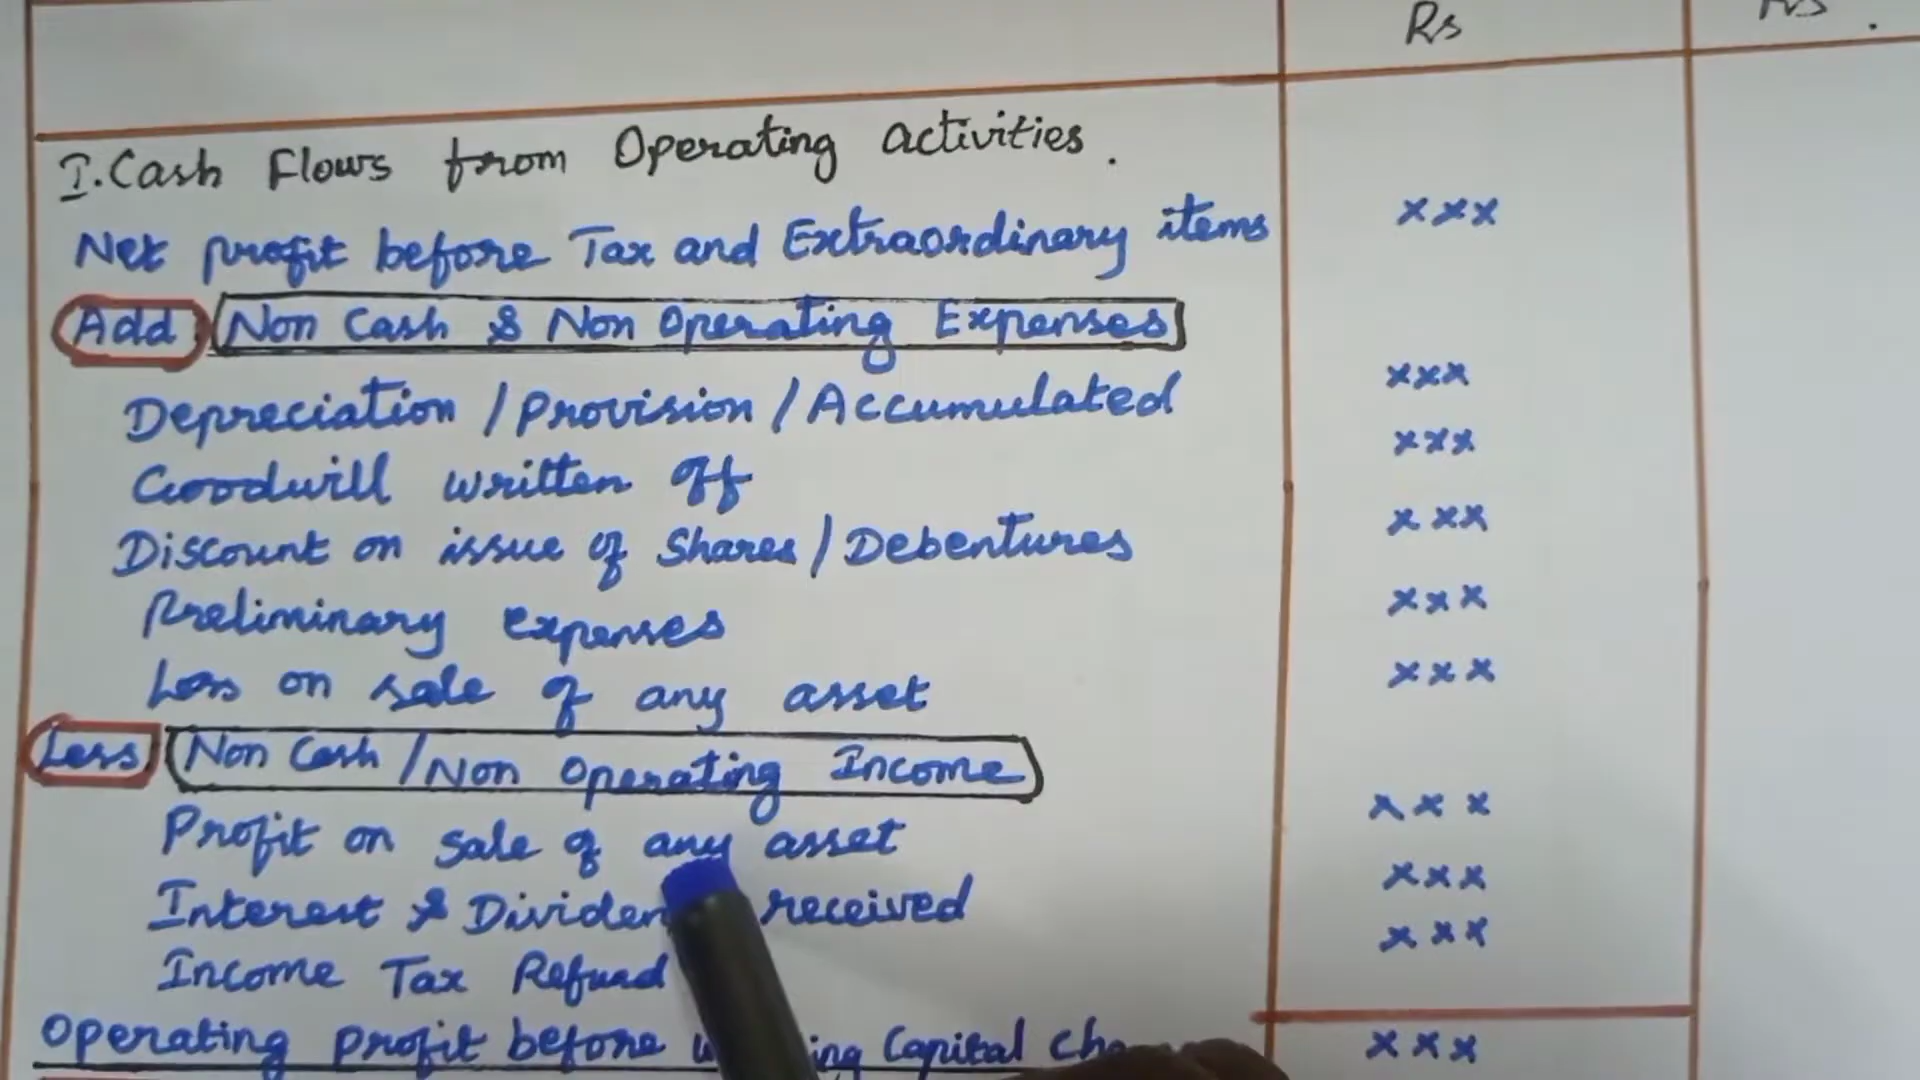 Rs
I. Cash Flows from Operating Activities.
Net profit before Tax and Extraordinary items xxx
Add Non Cash & Non Operating Expenses
Depreciation / Provision / Accumulated xxx
Goodwill written off xxx
Discount on issue of Shares / Debentures xxx
Preliminary expenses xxx
Loss on sale of any asset xxx
Less Non Cash / Non Operating Income
Profit on sale of any asset xxx
Interest & received xxx
Income Tax Refund xxx
Operating profit before Capital xxx